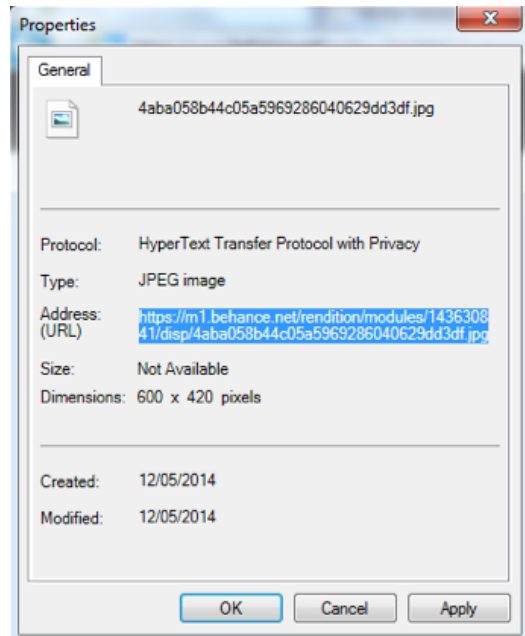 Properties
General
4aba058b44c05a5969286040629dd3df.jpg
Protocol: HyperText Transfer Protocol with Privacy
Type: JPEG image
Address: https://m1.behance.net/rendition/modules/1436308
(URL) 41/disp/4aba058b44c05a5969286040629dd3df.jpg
Size: Not Available
Dimensions: 600 x 420 pixels
Created: 12/05/2014
Modified: 12/05/2014
OK Cancel Apply